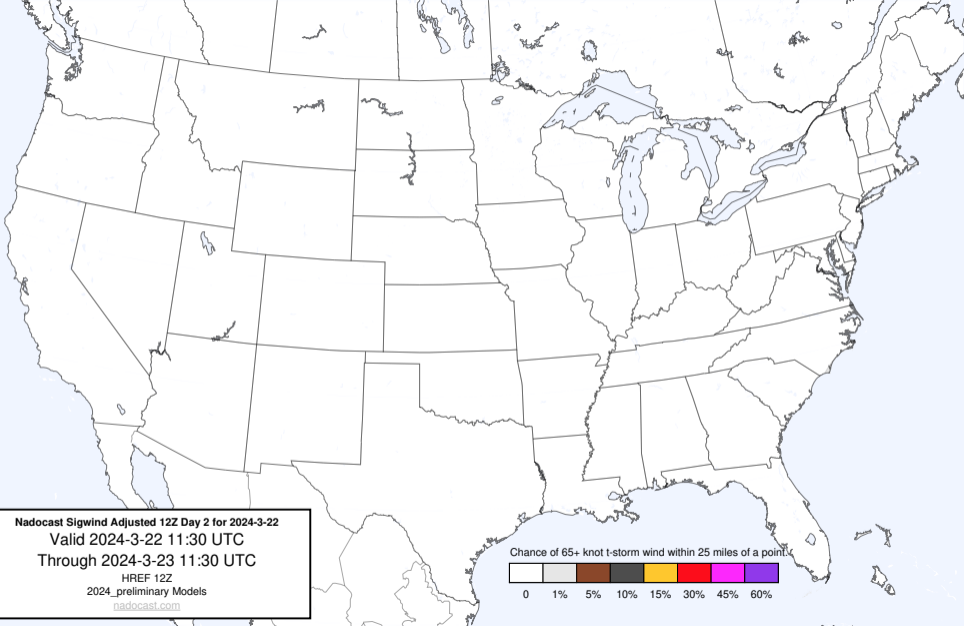 Nadocast Sigwind Adjusted 12Z Day 2 for 2024-3-22
Valid 2024-3-22 11:30 UTC
Through 2024-3-23 11:30 UTC
HREF 12Z
2024_preliminary Models
nadocast.com
Chance of 65+ knot t-storm wind within 25 miles of a point.
0 1% 5% 10% 15% 30% 45% 60%